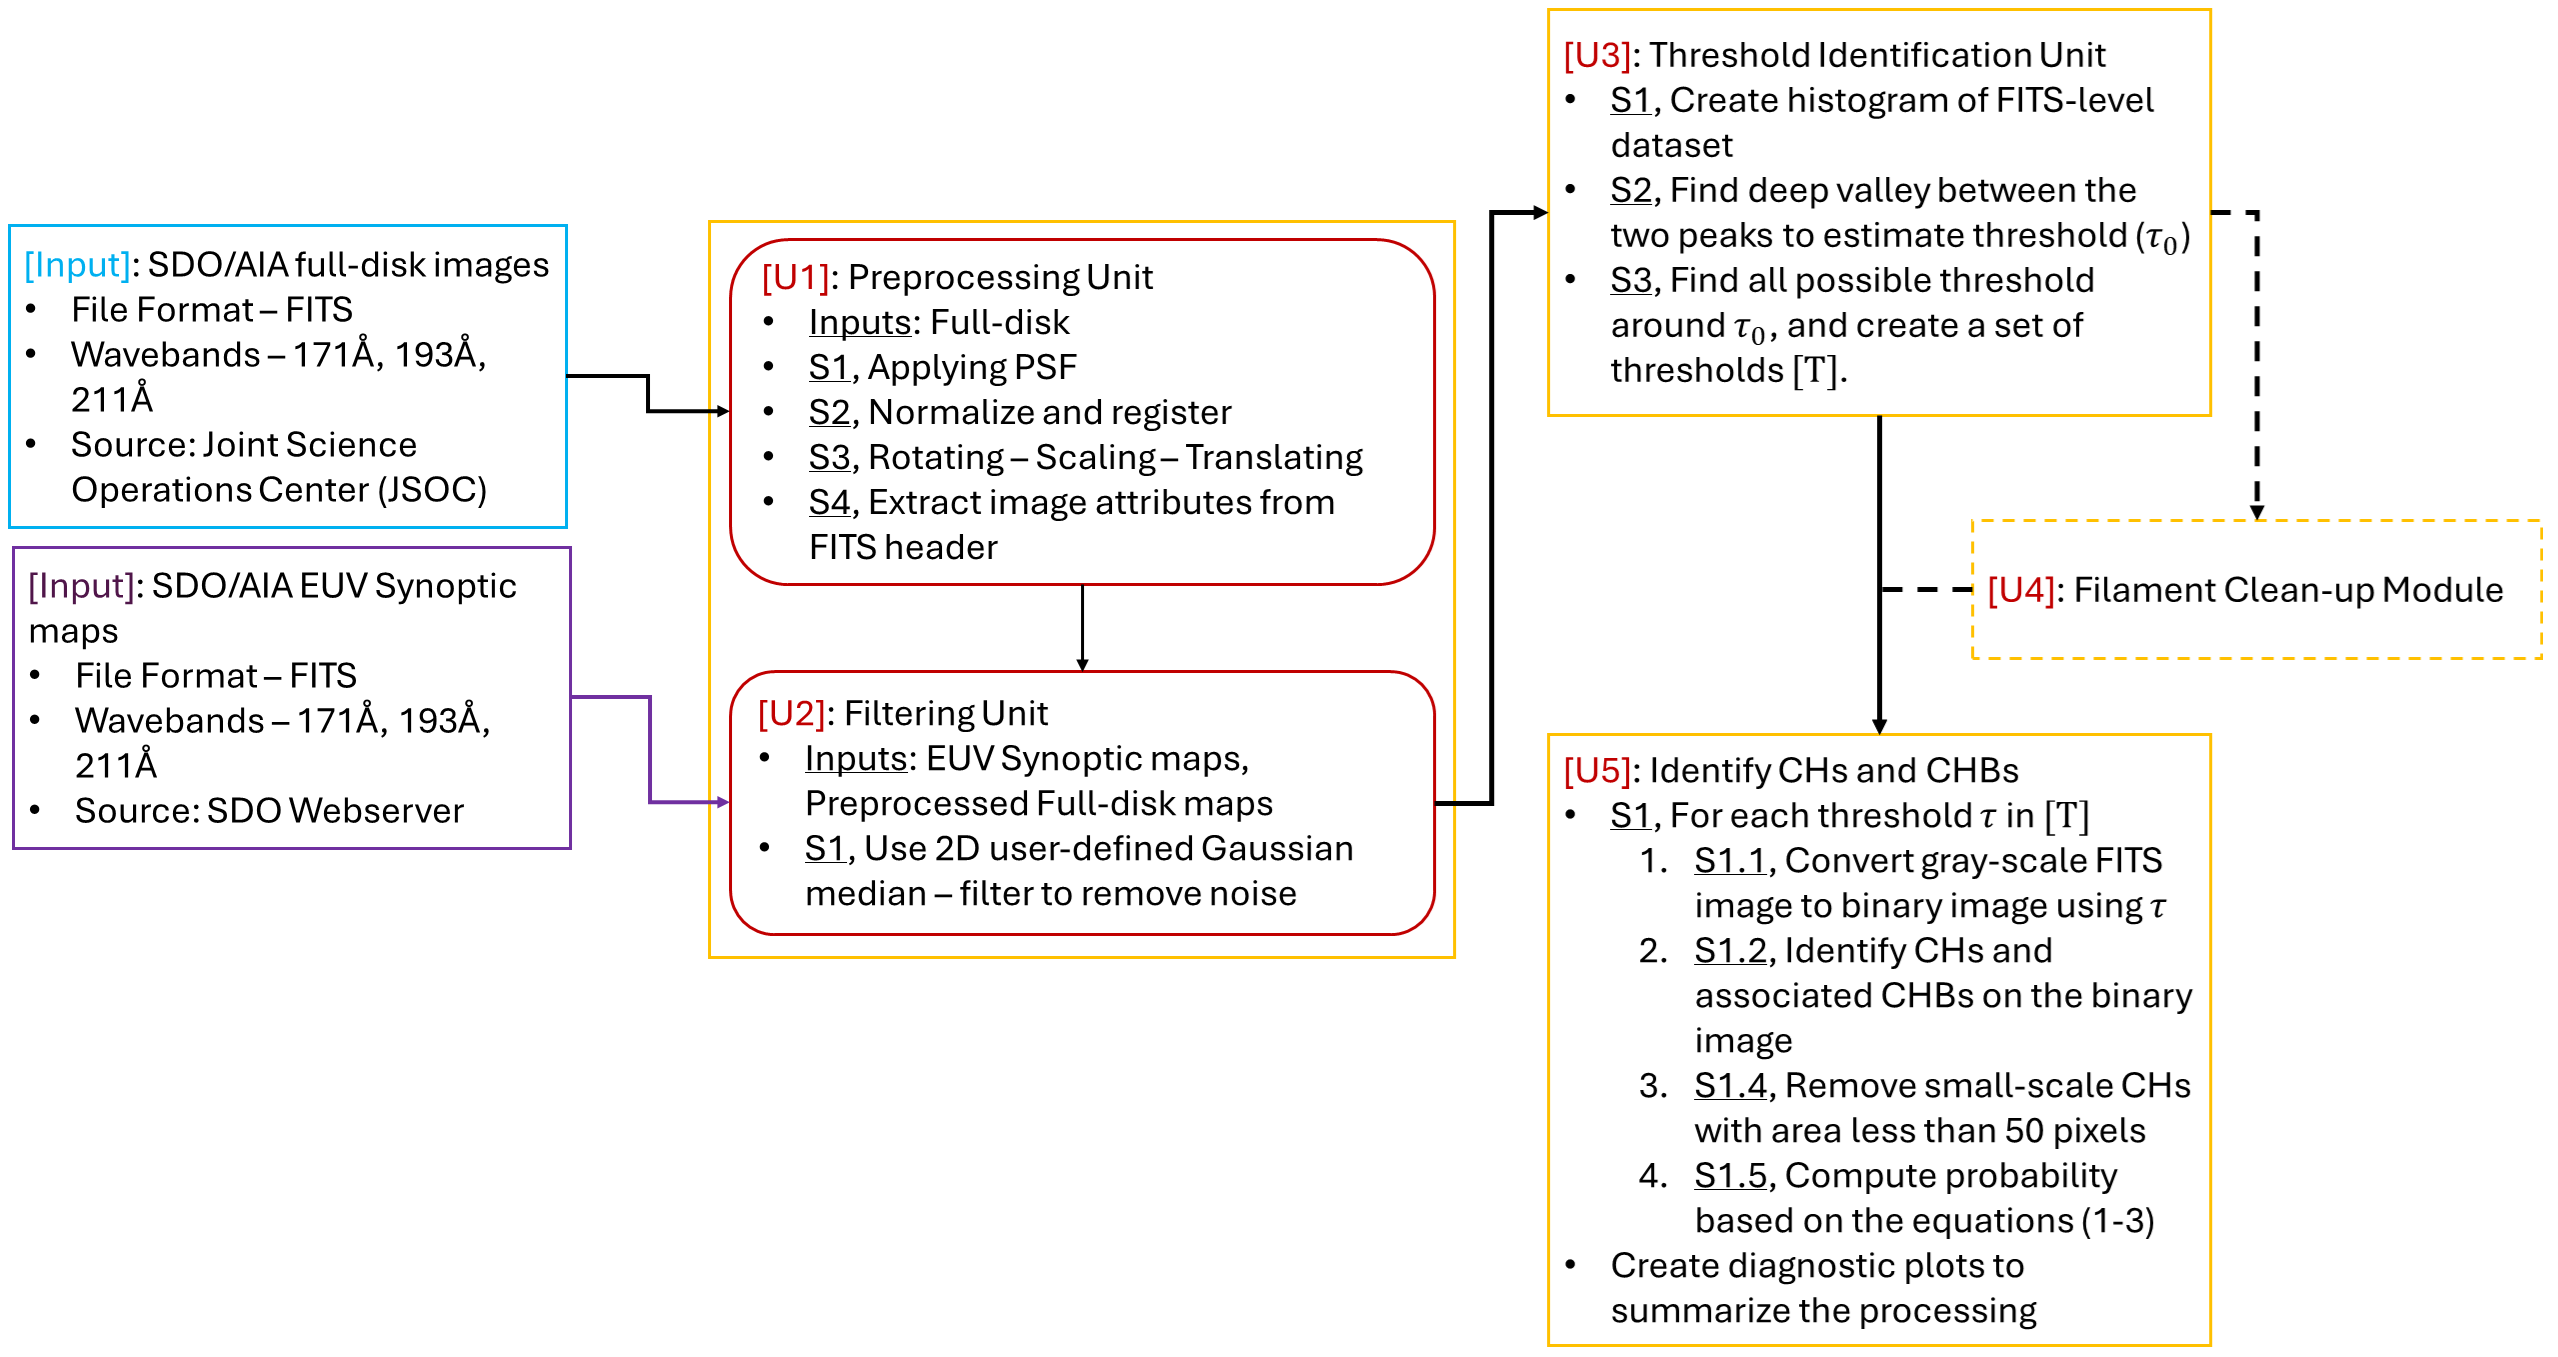 [Input]: SDO/AIA full-disk images
• File Format – FITS
• Wavebands – 171Å, 193Å,
211Å
• Source: Joint Science
Operations Center (JSOC)
[Input]: SDO/AIA EUV Synoptic
maps
• File Format – FITS
• Wavebands – 171Å, 193Å,
211Å
• Source: SDO Webserver
[U1]: Preprocessing Unit
• Inputs: Full-disk
• S1, Applying PSF
• S2, Normalize and register
• S3, Rotating – Scaling – Translating
• S4, Extract image attributes from
FITS header
[U2]: Filtering Unit
• Inputs: EUV Synoptic maps,
Preprocessed Full-disk maps
• S1, Use 2D user-defined Gaussian
median – filter to remove noise
[U3]: Threshold Identification Unit
• S1, Create histogram of FITS-level
dataset
• S2, Find deep valley between the
two peaks to estimate threshold (τ₀)
• S3, Find all possible threshold
around τ₀, and create a set of
thresholds [T].
[U4]: Filament Clean-up Module
[U5]: Identify CHs and CHBs
• S1, For each threshold τ in [T]
1. S1.1, Convert gray-scale FITS
image to binary image using τ
2. S1.2, Identify CHs and
associated CHBs on the binary
image
3. S1.4, Remove small-scale CHs
with area less than 50 pixels
4. S1.5, Compute probability
based on the equations (1-3)
• Create diagnostic plots to
summarize the processing